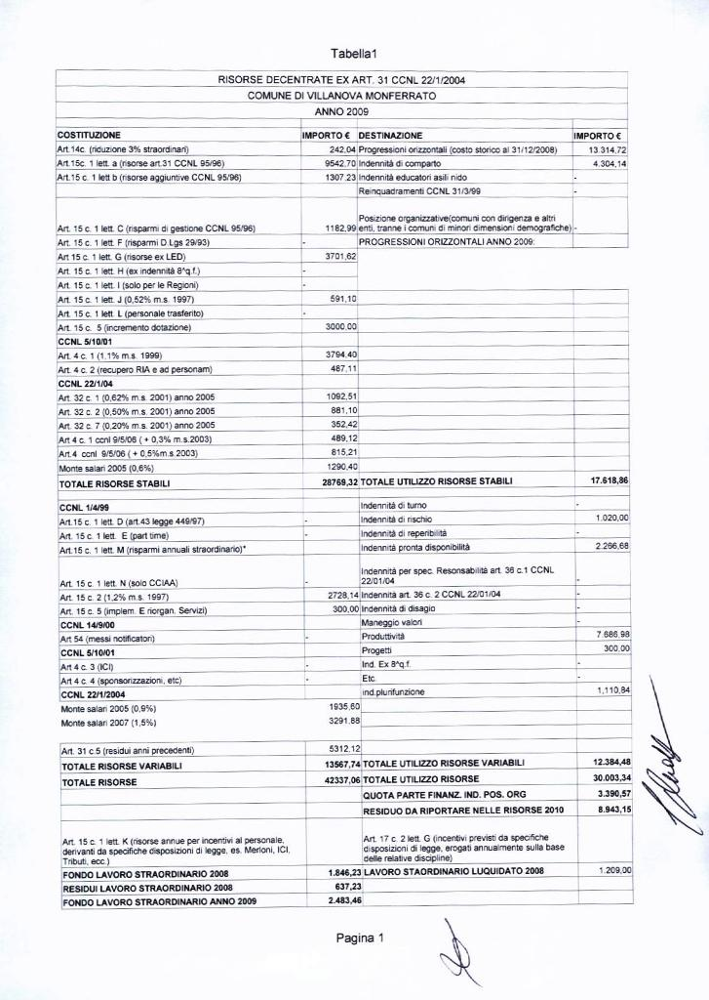 Tabella1
RISORSE DECENTRATE EX ART. 31 CCNL 22/1/2004
COMUNE DI VILLANOVA MONFERRATO
ANNO 2009
COSTITUZIONE IMPORTO € DESTINAZIONE IMPORTO €
Art.14c. (riduzione 3% straordinari) 242,04 Progressioni orizzontali (costo storico al 31/12/2008) 13.314,72
Art.15c. 1 lett. a (risorse art.31 CCNL 95/96) 9542,70 Indennità di comparto 4.304,14
Art.15 c. 1 lett b (risorse aggiuntive CCNL 95/96) 1307,23 Indennità educatori asili nido -
Reinquadramenti CCNL 31/3/99 -
Posizione organizzative(comuni con dirigenza e altri
Art. 15 c. 1 lett. C (risparmi di gestione CCNL 95/96) 1182,99 enti, tranne i comuni di minori dimensioni demografiche) -
Art. 15 c. 1 lett. F (risparmi D.Lgs 29/93) - PROGRESSIONI ORIZZONTALI ANNO 2009:
Art 15 c. 1 lett. G (risorse ex LED) 3701,62
Art. 15 c. 1 lett. H (ex indennità 8^q.f.) -
Art. 15 c. 1 lett. I (solo per le Regioni) -
Art. 15 c. 1 lett. J (0,52% m.s. 1997) 591,10
Art. 15 c. 1 lett. L (personale trasferito) -
Art. 15 c. 5 (incremento dotazione) 3000,00
CCNL 5/10/01
Art. 4 c. 1 (1,1% m.s. 1999) 3794,40
Art. 4 c. 2 (recupero RIA e ad personam) 487,11
CCNL 22/1/04
Art. 32 c. 1 (0,62% m.s. 2001) anno 2005 1092,51
Art. 32 c. 2 (0,50% m.s. 2001) anno 2005 881,10
Art. 32 c. 7 (0,20% m.s. 2001) anno 2005 352,42
Art 4 c. 1 ccnl 9/5/06 ( + 0,3% m.s.2003) 489,12
Art.4 ccnl 9/5/06 ( + 0,5%m.s.2003) 815,21
Monte salari 2005 (0,6%) 1290,40
TOTALE RISORSE STABILI 28769,32 TOTALE UTILIZZO RISORSE STABILI 17.618,86
CCNL 1/4/99 Indennità di turno -
Art.15 c. 1 lett. D (art.43 legge 449/97) - Indennità di rischio 1.020,00
Art. 15 c. 1 lett. E (part time) - Indennità di reperibilità -
Art.15 c. 1 lett. M (risparmi annuali straordinario)* Indennità pronta disponibilità 2.266,68
Indennità per spec. Resonsabilità art. 36 c.1 CCNL
Art. 15 c. 1 lett. N (solo CCIAA) - 22/01/04 -
Art. 15 c. 2 (1,2% m.s. 1997) 2728,14 Indennità art. 36 c. 2 CCNL 22/01/04 -
Art. 15 c. 5 (implem. E riorgan. Servizi) 300,00 Indennità di disagio -
CCNL 14/9/00 Maneggio valori -
Art 54 (messi notificatori) - Produttività 7.686,98
CCNL 5/10/01 Progetti 300,00
Art 4 c. 3 (ICI) - Ind. Ex 8^q.f. -
Art 4 c. 4 (sponsorizzazioni, etc) - Etc. -
CCNL 22/1/2004 ind.plurifunzione 1,110,84
Monte salari 2005 (0,9%) 1935,60
Monte salari 2007 (1,5%) 3291,88
Art. 31 c.5 (residui anni precedenti) 5312,12
TOTALE RISORSE VARIABILI 13567,74 TOTALE UTILIZZO RISORSE VARIABILI 12.384,48
TOTALE RISORSE 42337,06 TOTALE UTILIZZO RISORSE 30.003,34
QUOTA PARTE FINANZ. IND. POS. ORG 3.390,57
RESIDUO DA RIPORTARE NELLE RISORSE 2010 8.943,15
Art. 15 c. 1 lett. K (risorse annue per incentivi al personale, Art. 17 c. 2 lett. G (incentivi previsti da specifiche
derivanti da specifiche disposizioni di legge, es. Merloni, ICI, disposizioni di legge, erogati annualmente sulla base
Tributi, ecc.) delle relative discipline)
FONDO LAVORO STRAORDINARIO 2008 1.846,23 LAVORO STAORDINARIO LUQUIDATO 2008 1.209,00
RESIDUI LAVORO STRAORDINARIO 2008 637,23
FONDO LAVORO STRAORDINARIO ANNO 2009 2.483,46
Pagina 1